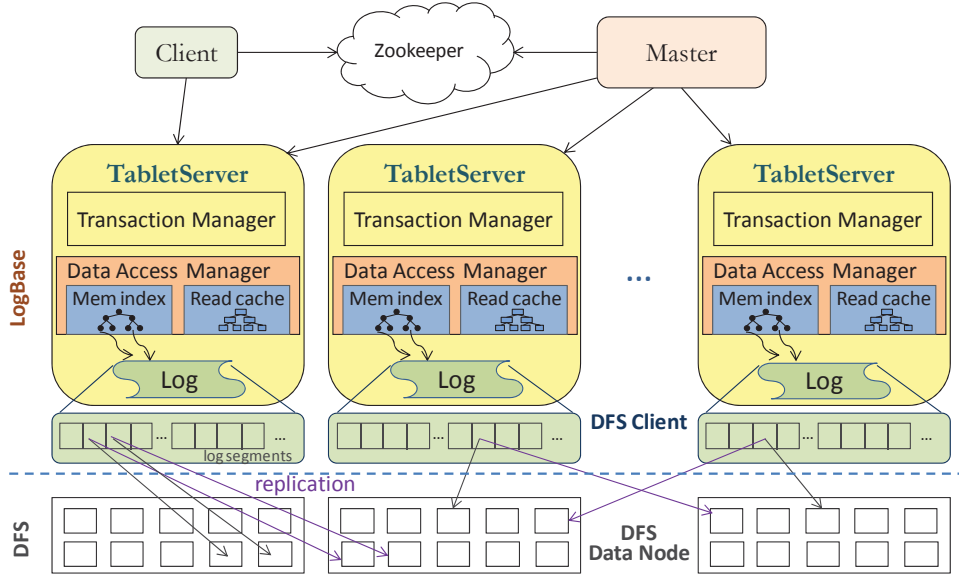 Client
Zookeeper
Master
TabletServer
Transaction Manager
Data Access Manager
Mem index
Read cache
Log
TabletServer
Transaction Manager
Data Access Manager
Mem index
Read cache
Log
...
TabletServer
Transaction Manager
Data Access Manager
Mem index
Read cache
Log
LogBase
... ...
log segments
... ...
DFS Client
... ...
replication
DFS
DFS
Data Node